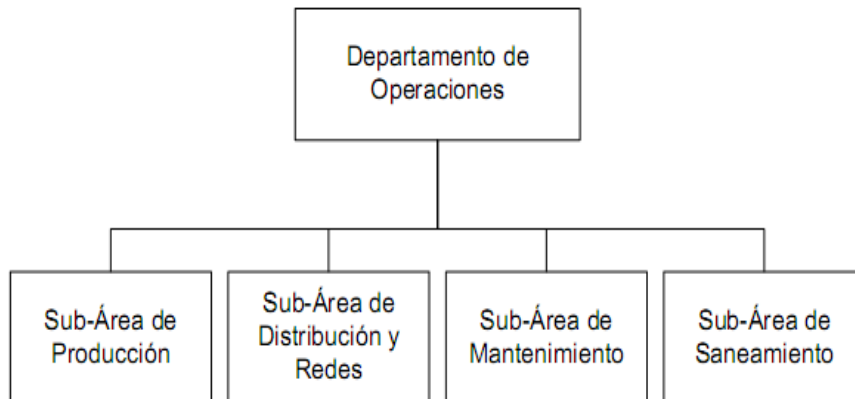 Departamento de
Operaciones
Sub-Área de
Producción
Sub-Área de
Distribución y
Redes
Sub-Área de
Mantenimiento
Sub-Área de
Saneamiento